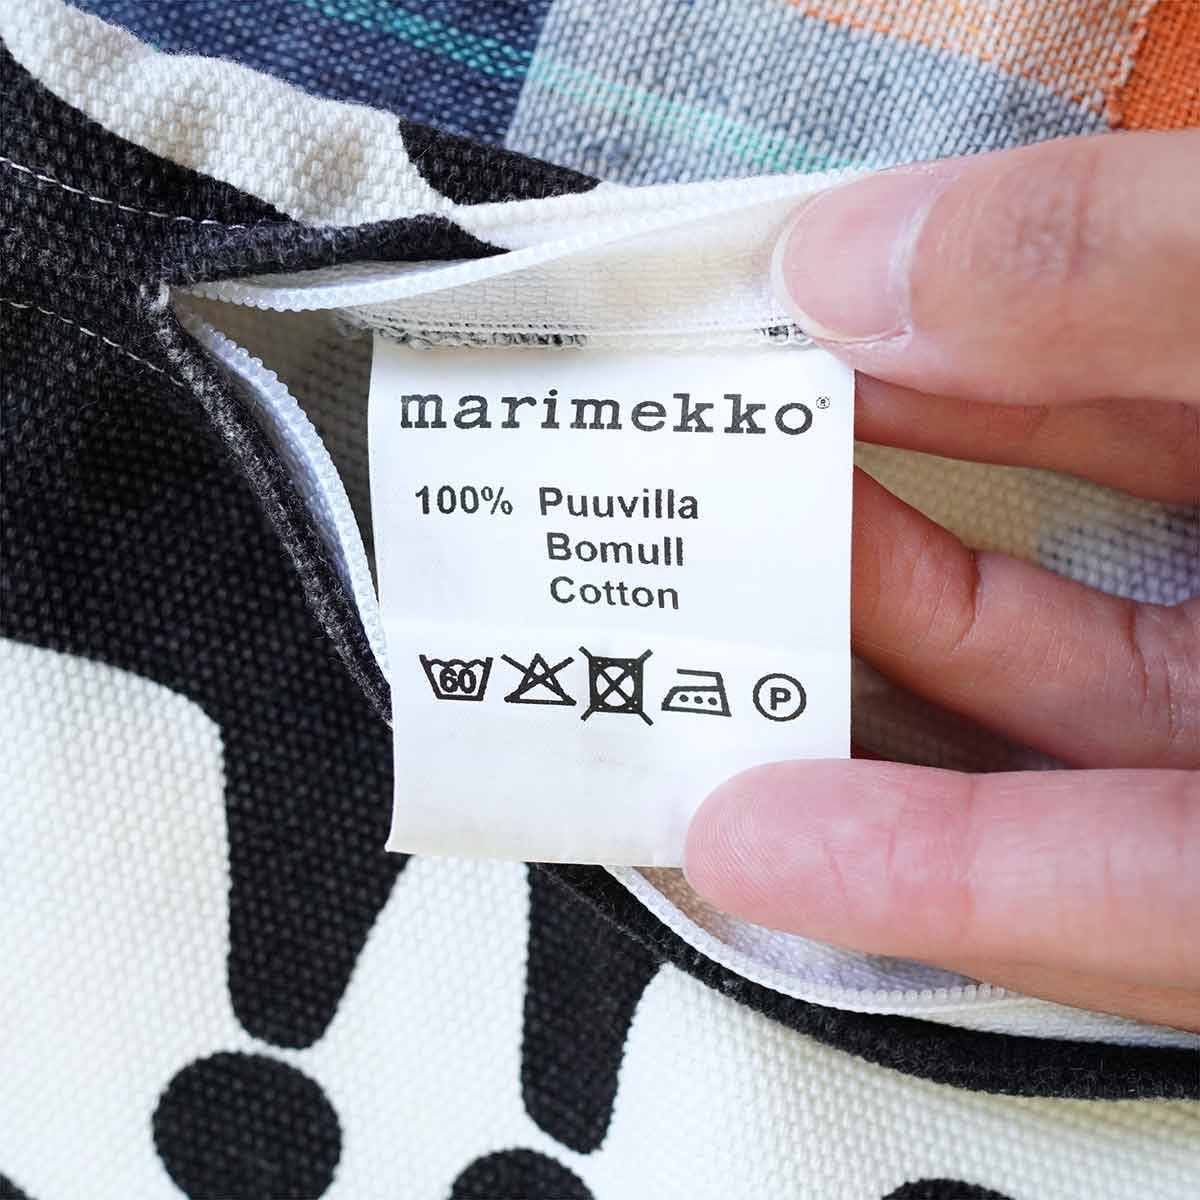 marimekko®
100% Puuvilla
Bomull
Cotton
60 P